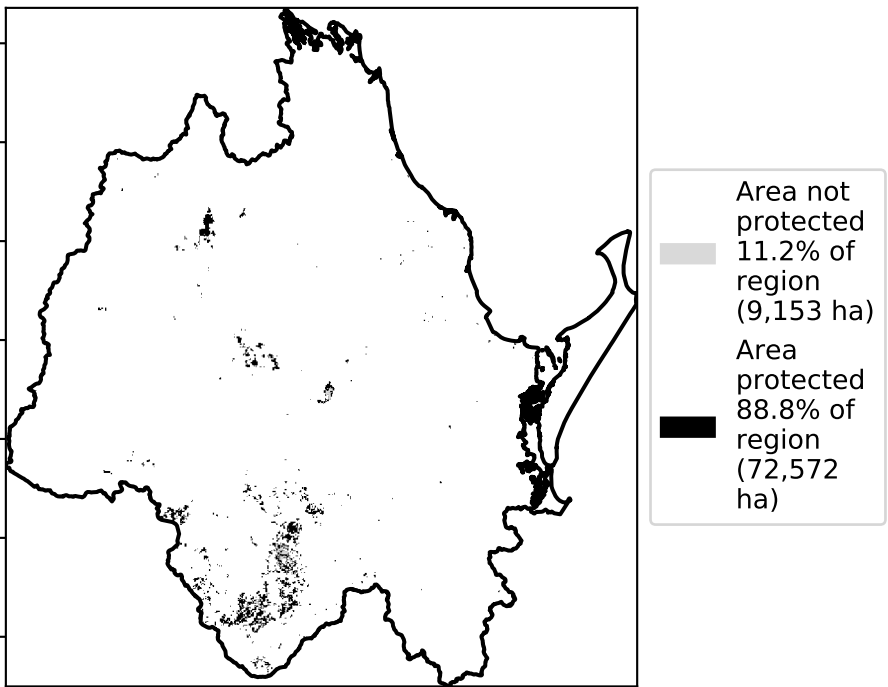 Area not
protected
11.2% of
region
(9,153 ha)
Area
protected
88.8% of
region
(72,572
ha)